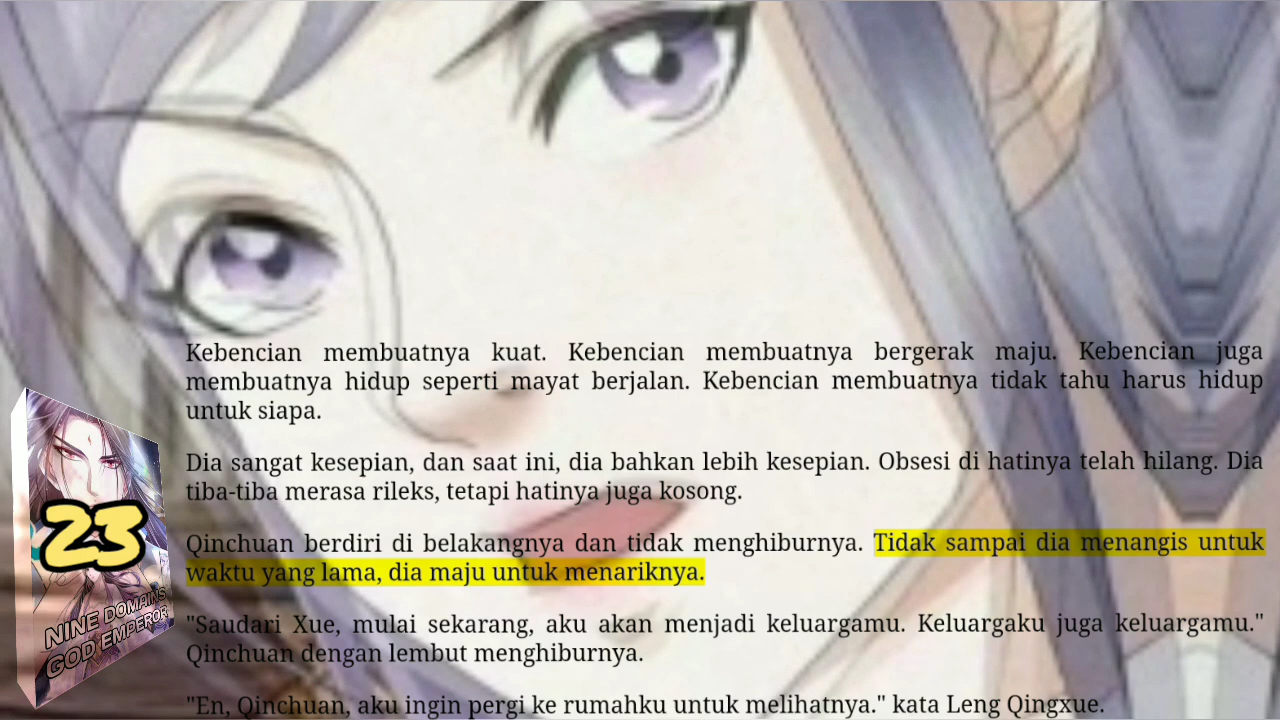 Kebencian membuatnya kuat. Kebencian membuatnya bergerak maju. Kebencian juga
membuatnya hidup seperti mayat berjalan. Kebencian membuatnya tidak tahu harus hidup
untuk siapa.
Dia sangat kesepian, dan saat ini, dia bahkan lebih kesepian. Obsesi di hatinya telah hilang. Dia
tiba-tiba merasa rileks, tetapi hatinya juga kosong.
Qinchuan berdiri di belakangnya dan tidak menghiburnya. Tidak sampai dia menangis untuk
waktu yang lama, dia maju untuk menariknya.
"Saudari Xue, mulai sekarang, aku akan menjadi keluargamu. Keluargaku juga keluargamu."
Qinchuan dengan lembut menghiburnya.
"En, Qinchuan, aku ingin pergi ke rumahku untuk melihatnya." kata Leng Qingxue.
23
NINE DOMAINS
GOD EMPEROR